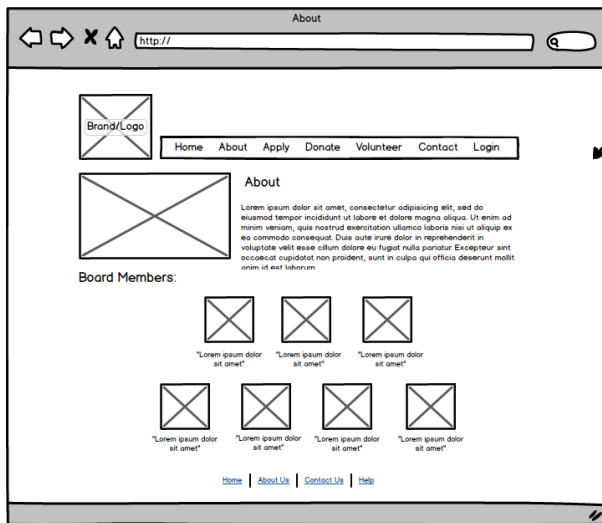 About
http://
Brand/Logo
Home About Apply Donate Volunteer Contact Login
About
Lorem ipsum dolor sit amet, consectetur adipisicing elit, sed do
eiusmod tempor incididunt ut labore et dolore magna aliqua. Ut enim ad
minim veniam, quis nostrud exercitation ullamco laboris nisi ut aliquip ex
ea commodo consequat. Duis aute irure dolor in reprehenderit in
voluptate velit esse cillum dolore eu fugiat nulla pariatur. Excepteur sint
occaecat cupidatat non proident, sunt in culpa qui officia deserunt mollit
anim id est laborum.
Board Members:
"Lorem ipsum dolor
sit amet"
"Lorem ipsum dolor
sit amet"
"Lorem ipsum dolor
sit amet"
"Lorem ipsum dolor
sit amet"
"Lorem ipsum dolor
sit amet"
"Lorem ipsum dolor
sit amet"
"Lorem ipsum dolor
sit amet"
Home About Us Contact Us Help